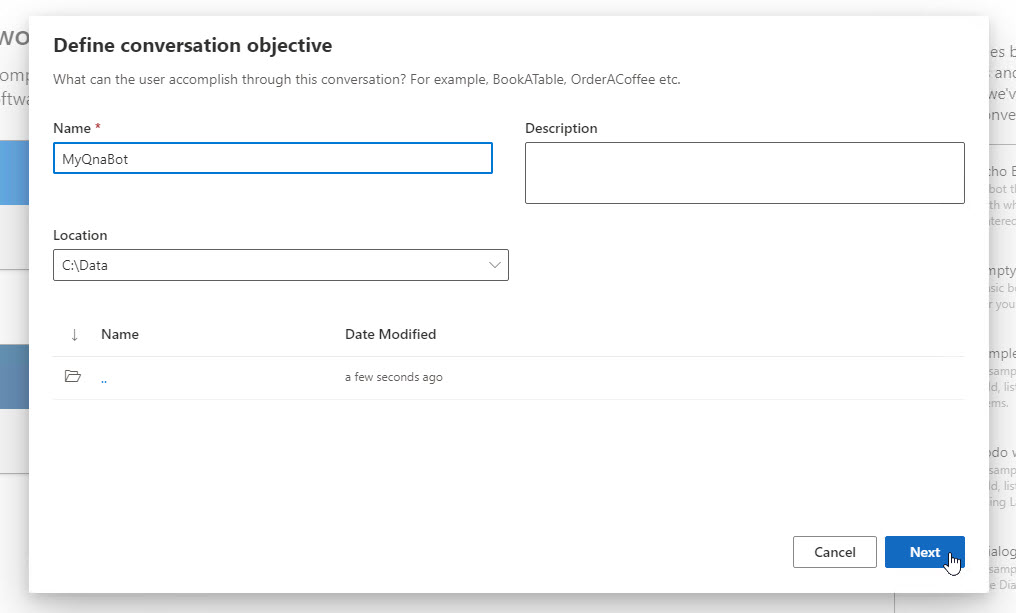 Define conversation objective
What can the user accomplish through this conversation? For example, BookATable, OrderACoffee etc.
Name *
Description
MyQnaBot
Location
C:\Data
↓ Name Date Modified
.. a few seconds ago
Cancel
Next